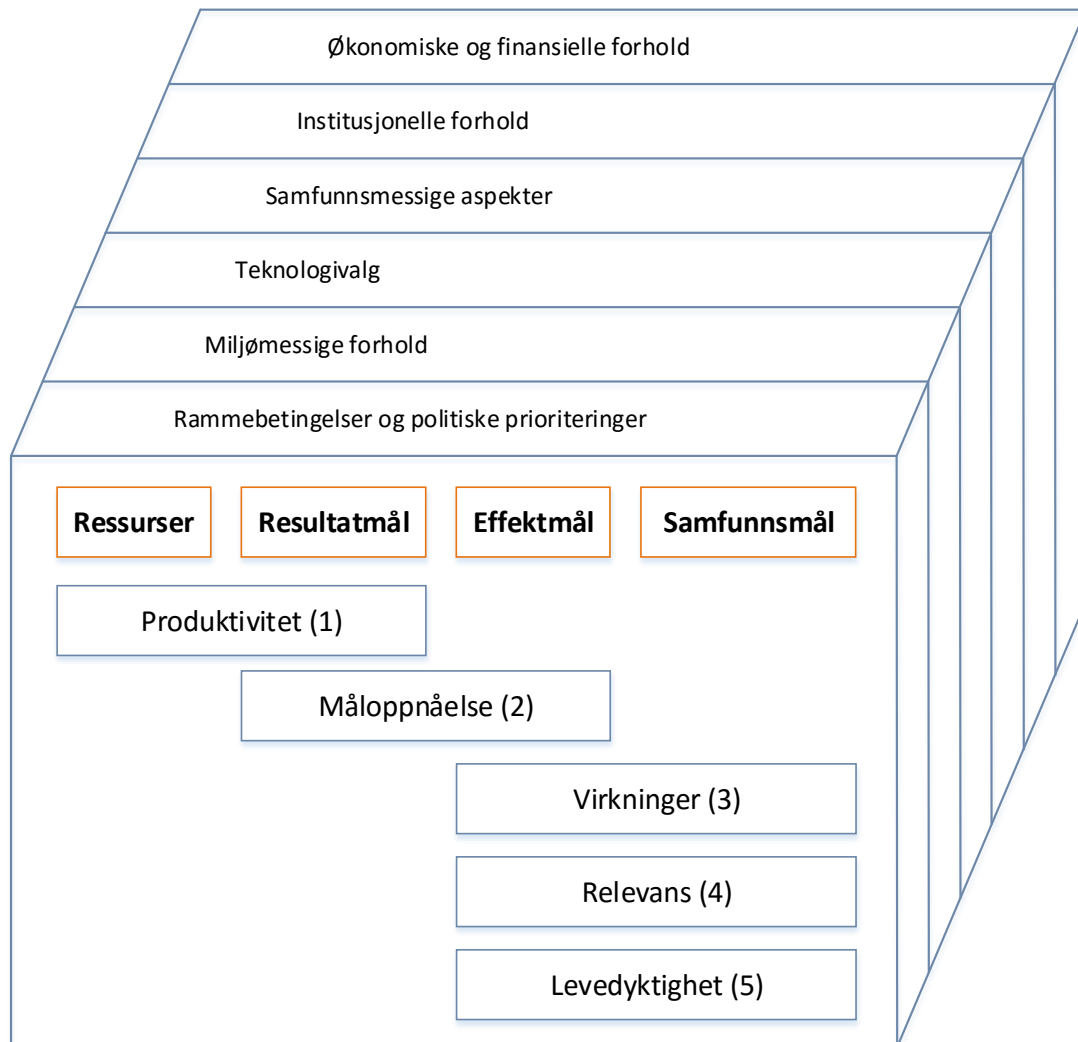 Økonomiske og finansielle forhold
Institusjonelle forhold
Samfunnsmessige aspekter
Teknologivalg
Miljømessige forhold
Rammebetingelser og politiske prioriteringer
Ressurser
Resultatmål
Effektmål
Samfunnsmål
Produktivitet (1)
Måloppnåelse (2)
Virkninger (3)
Relevans (4)
Levedyktighet (5)